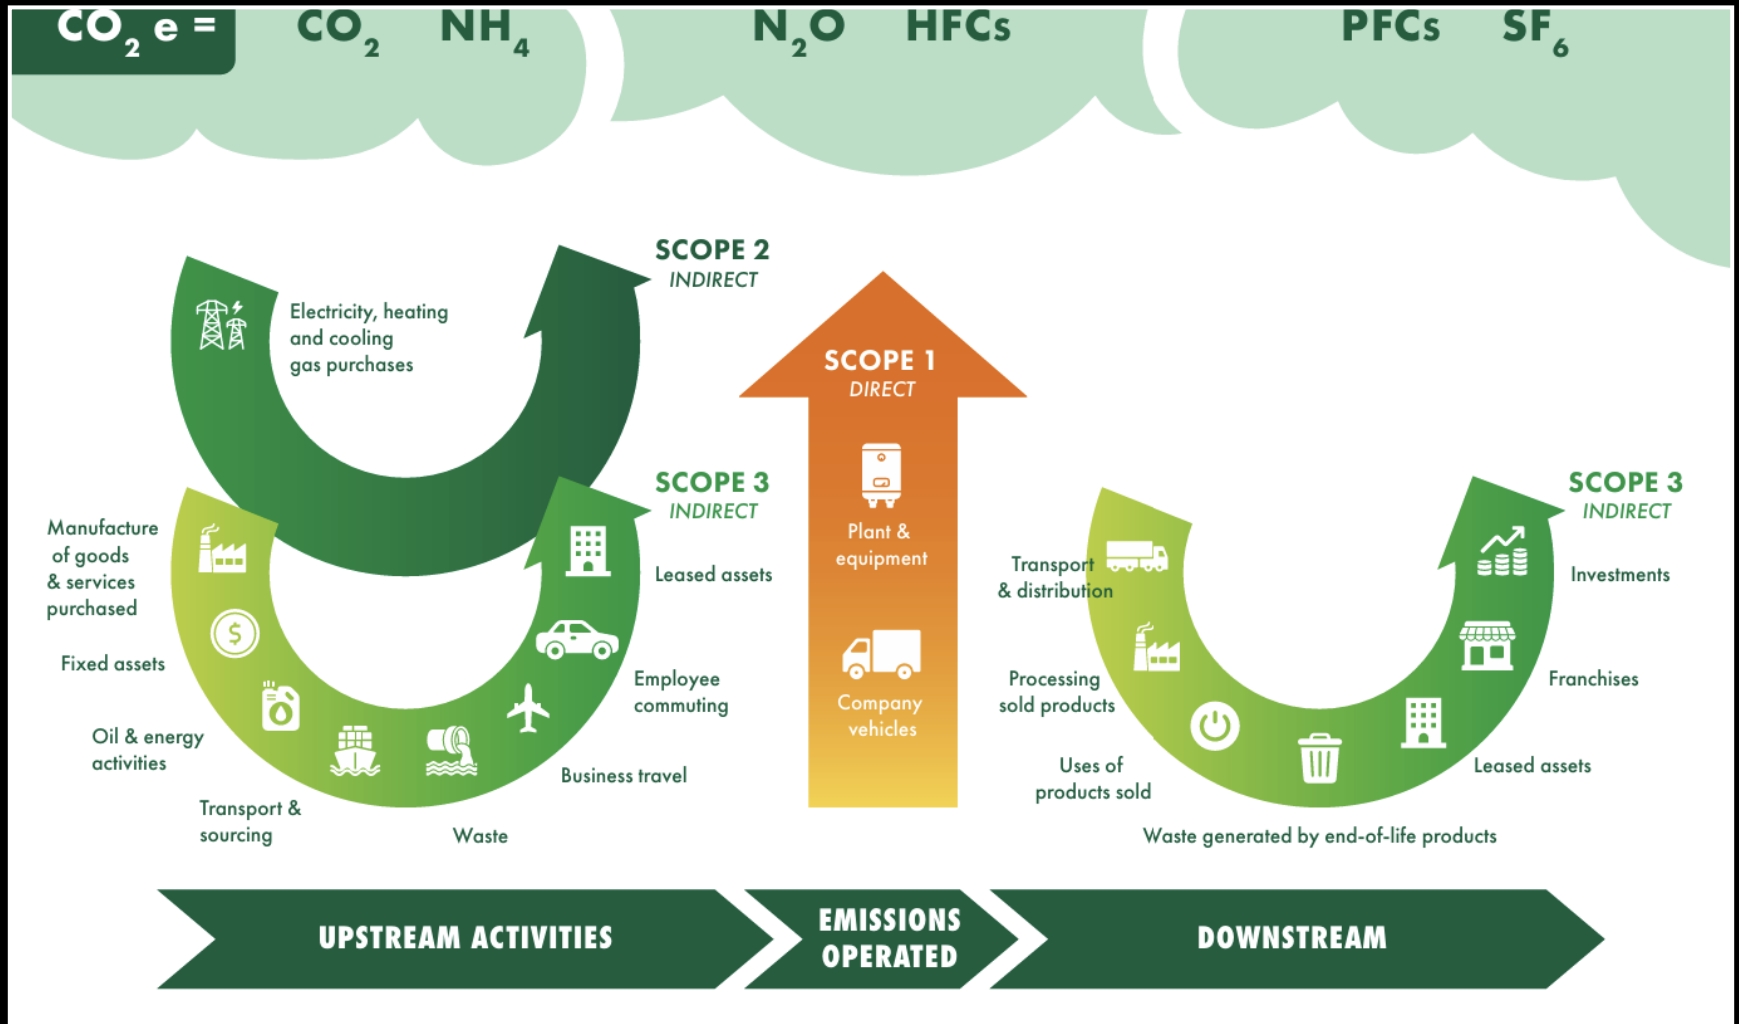 CO2 e = CO2 NH4 N2O HFCs PFCs SF6
SCOPE 2
INDIRECT
Electricity, heating
and cooling
gas purchases
SCOPE 3
INDIRECT
Manufacture
of goods
& services
purchased
Fixed assets
Oil & energy
activities
Transport &
sourcing
Waste
Business travel
Employee
commuting
Leased assets
SCOPE 1
DIRECT
Plant &
equipment
Company
vehicles
SCOPE 3
INDIRECT
Transport
& distribution
Processing
sold products
Uses of
products sold
Waste generated by end-of-life products
Leased assets
Franchises
Investments
UPSTREAM ACTIVITIES
EMISSIONS
OPERATED
DOWNSTREAM